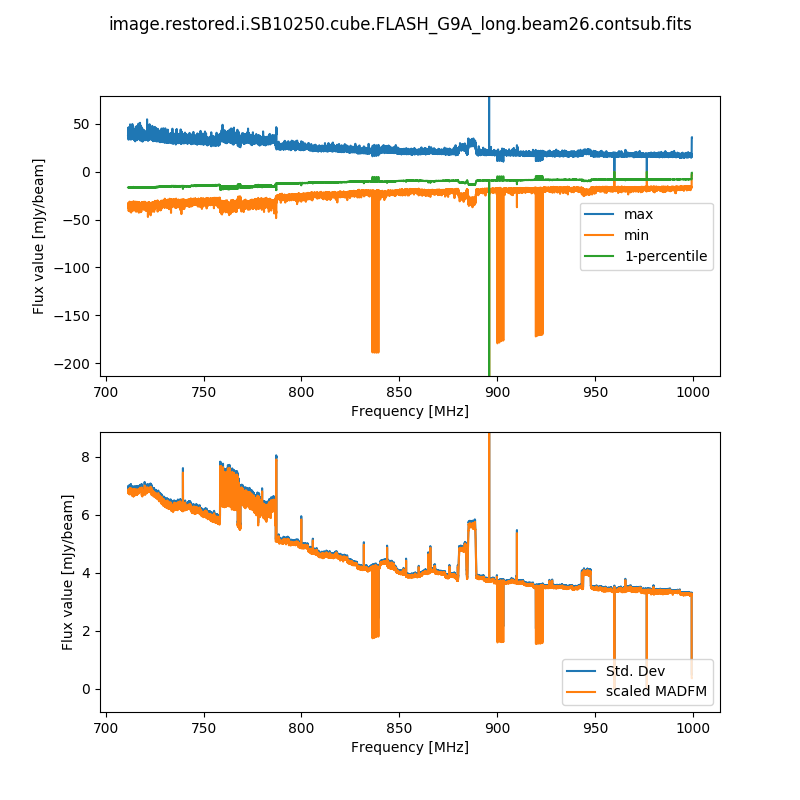 image.restored.i.SB10250.cube.FLASH_G9A_long.beam26.contsub.fits
50
0
−50
−100
−150
−200
Flux value [mJy/beam]
max
min
1-percentile
700 750 800 850 900 950 1000
Frequency [MHz]
8
6
4
2
0
Flux value [mJy/beam]
Std. Dev
scaled MADFM
700 750 800 850 900 950 1000
Frequency [MHz]